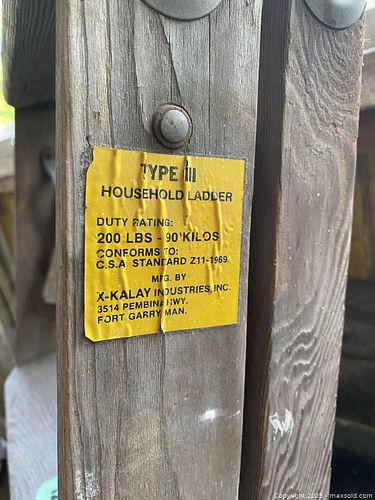 TYPE III
HOUSEHOLD LADDER
DUTY RATING:
200 LBS - 90 KILOS
CONFORMS TO:
C.S.A. STANDARD Z11-1969
MFG. BY
X-KALAY INDUSTRIES, INC.
3514 PEMBINA HWY.
FORT GARRY MAN.
Copyright 2025 - maxsold.com